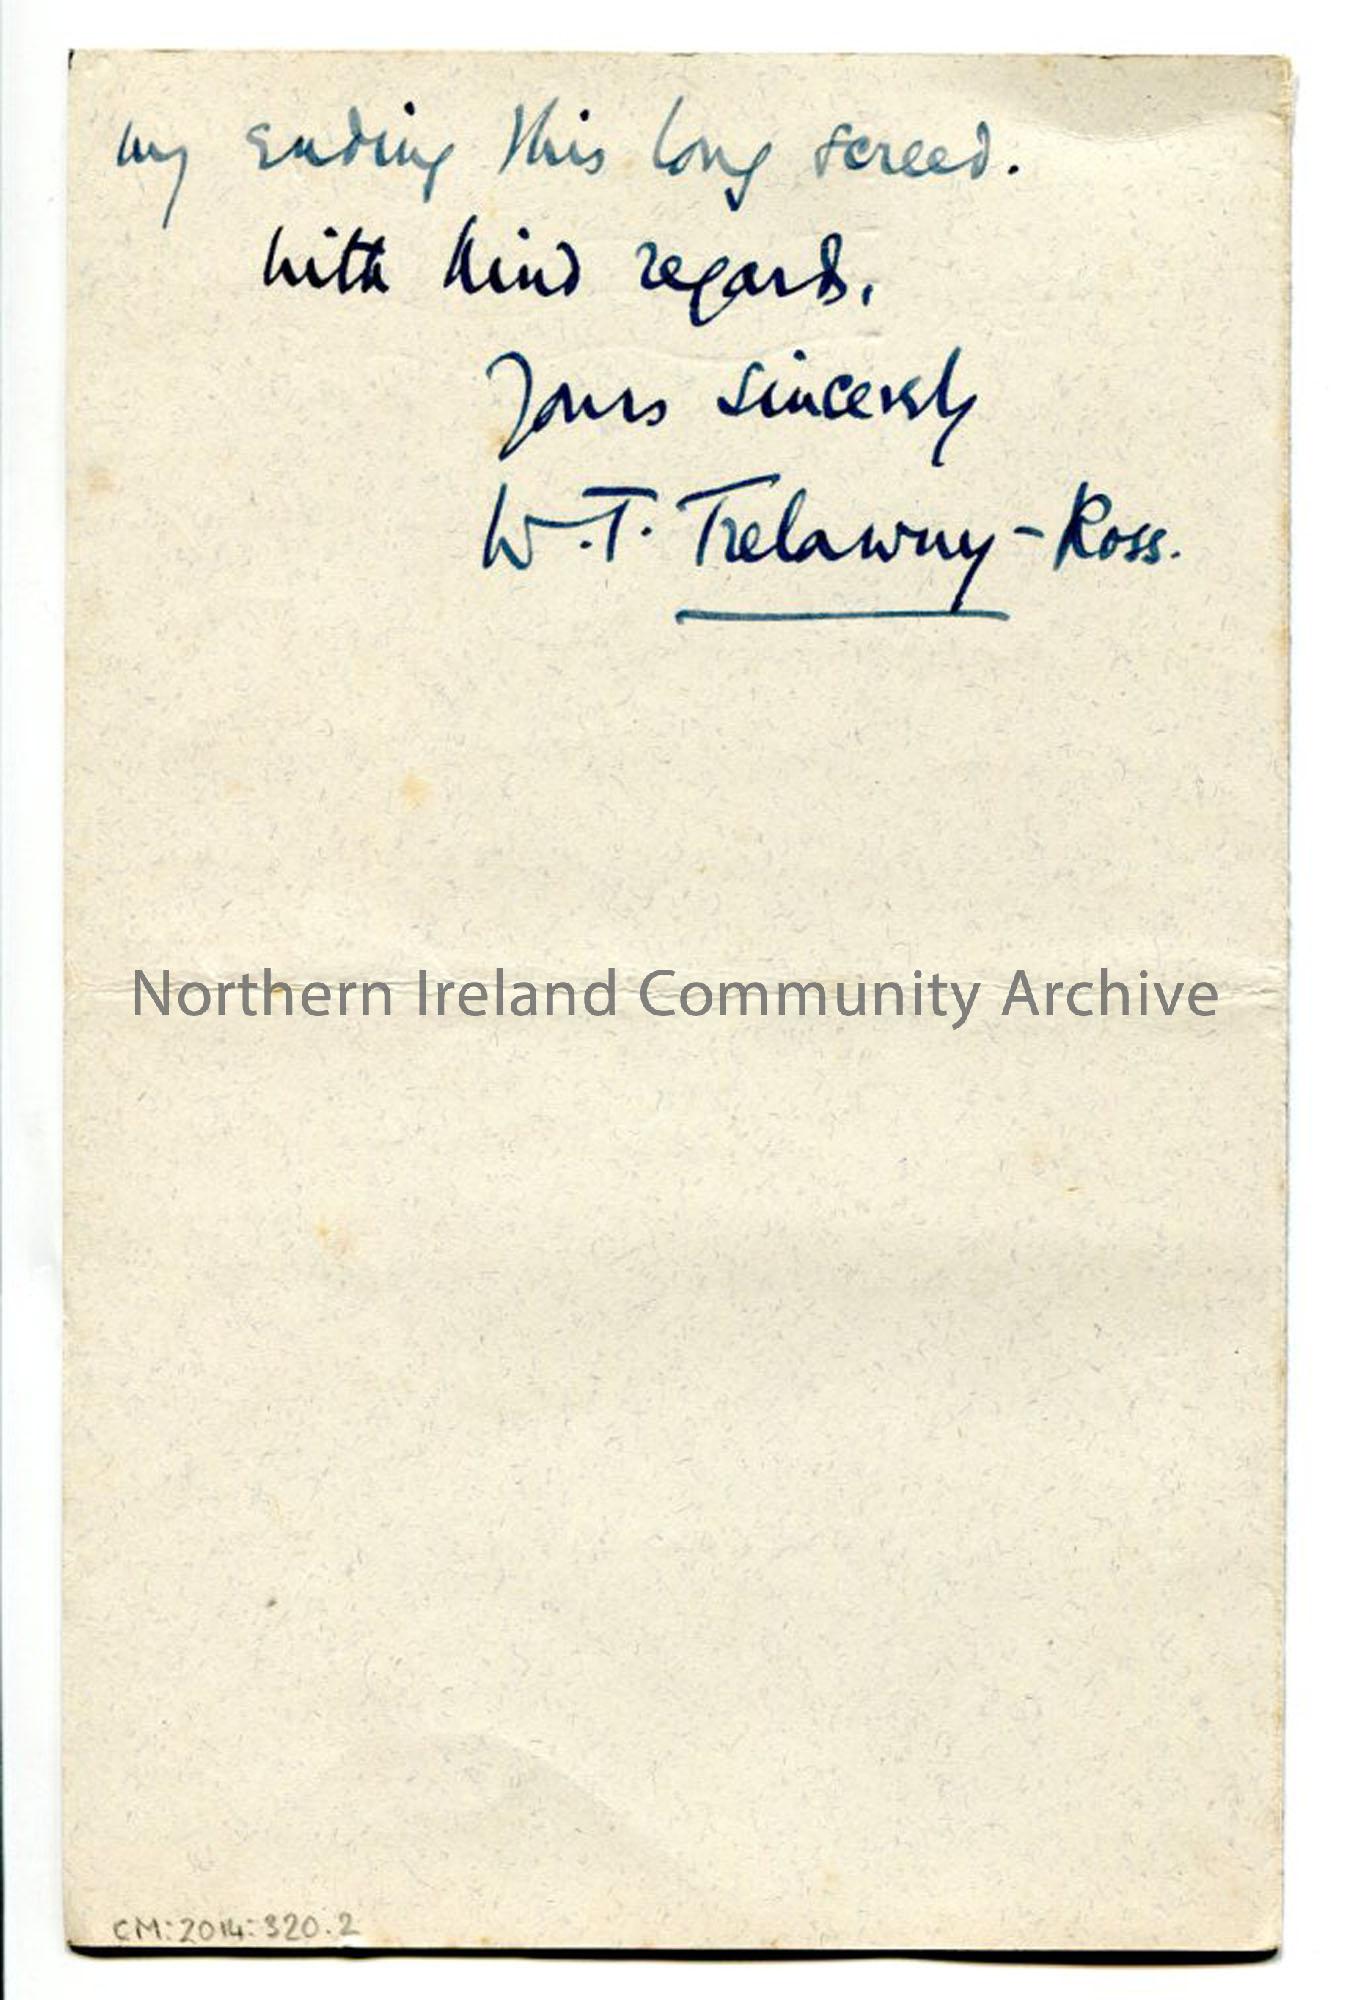 my ending this long screed.
With kind regards,
Yours sincerely
W.T. Trelawny-Ross.
Northern Ireland Community Archive
CM:2014:320.2